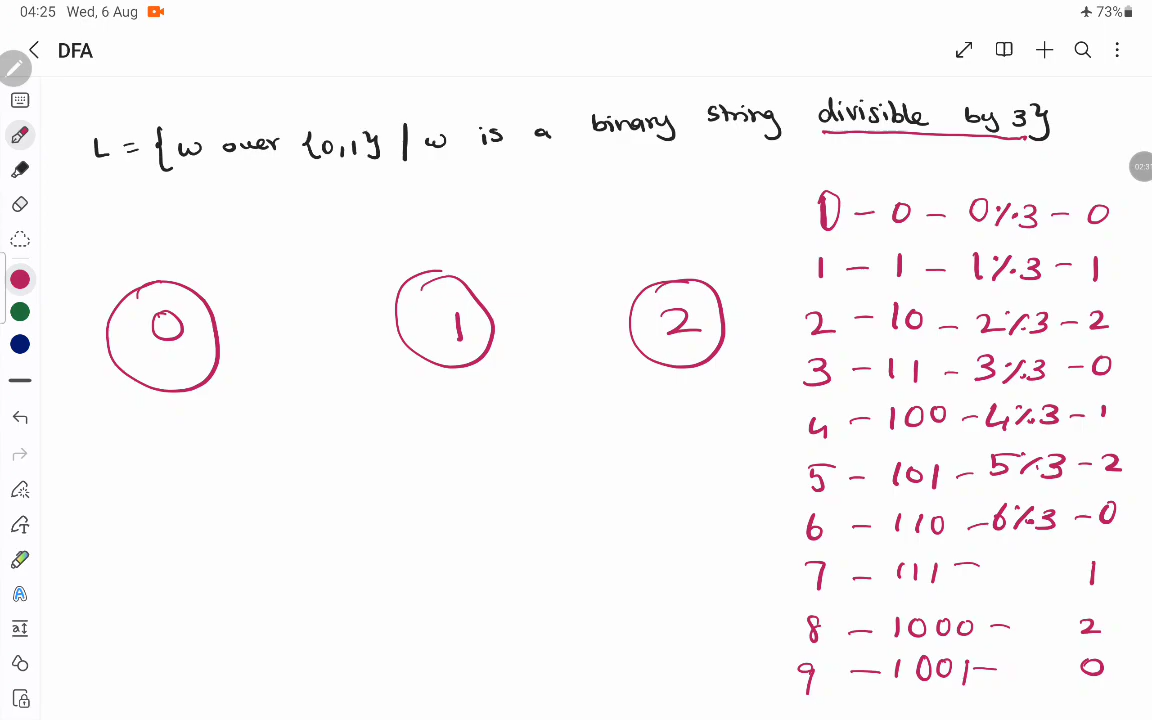 04:25 Wed, 6 Aug 73%
DFA
L = {w over {0,1} | w is a binary string divisible by 3}
02:31
0 - 0 - 0%3 - 0
1 - 1 - 1%3 - 1
2 - 10 - 2%3 - 2
3 - 11 - 3%3 - 0
4 - 100 - 4%3 - 1
5 - 101 - 5%3 - 2
6 - 110 - 6%3 - 0
7 - 111 - 1
8 - 1000 - 2
9 - 1001 - 0
0 1 2